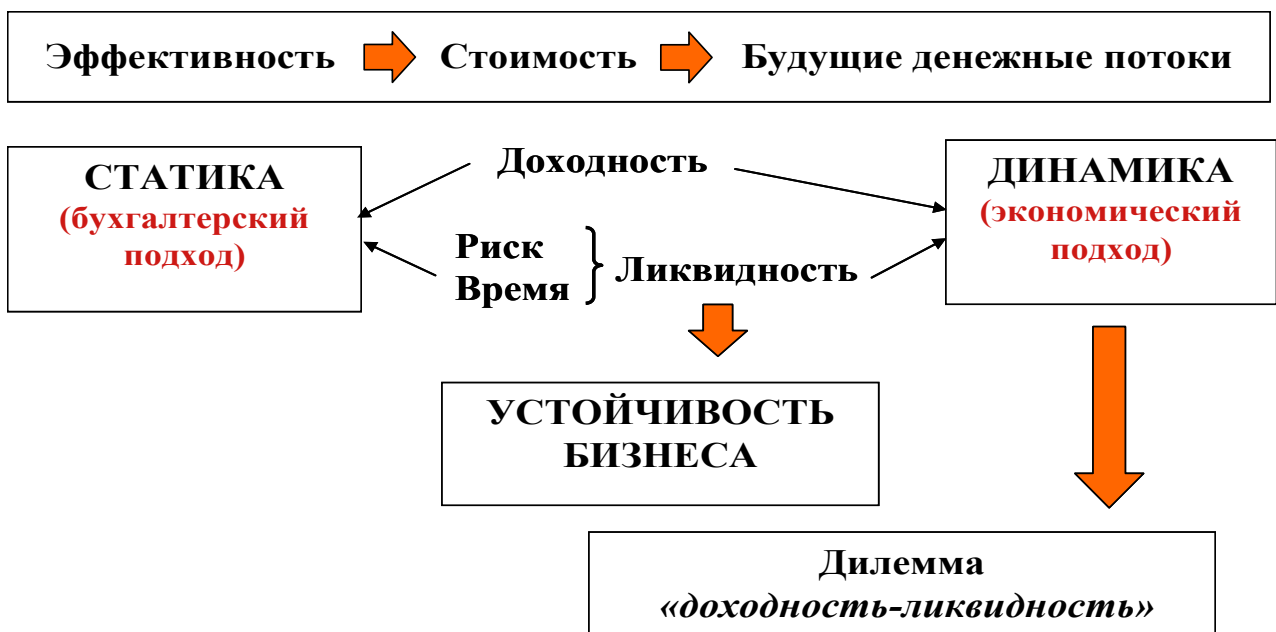 Эффективность Стоимость Будущие денежные потоки
СТАТИКА
(бухгалтерский
подход)
Доходность
Риск
Время
Ликвидность
ДИНАМИКА
(экономический
подход)
УСТОЙЧИВОСТЬ
БИЗНЕСА
Дилемма
«доходность-ликвидность»